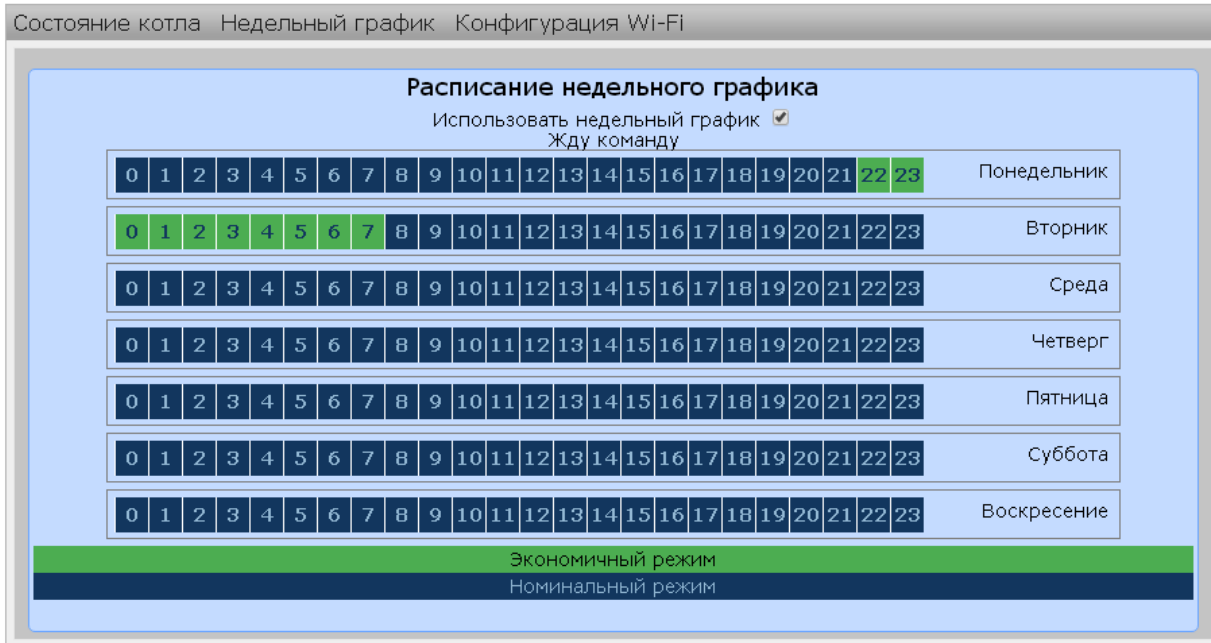 Состояние котла Недельный график Конфигурация Wi-Fi
Расписание недельного графика
Использовать недельный график
Жду команду
0 1 2 3 4 5 6 7 8 9 10 11 12 13 14 15 16 17 18 19 20 21 22 23 Понедельник
0 1 2 3 4 5 6 7 8 9 10 11 12 13 14 15 16 17 18 19 20 21 22 23 Вторник
0 1 2 3 4 5 6 7 8 9 10 11 12 13 14 15 16 17 18 19 20 21 22 23 Среда
0 1 2 3 4 5 6 7 8 9 10 11 12 13 14 15 16 17 18 19 20 21 22 23 Четверг
0 1 2 3 4 5 6 7 8 9 10 11 12 13 14 15 16 17 18 19 20 21 22 23 Пятница
0 1 2 3 4 5 6 7 8 9 10 11 12 13 14 15 16 17 18 19 20 21 22 23 Суббота
0 1 2 3 4 5 6 7 8 9 10 11 12 13 14 15 16 17 18 19 20 21 22 23 Воскресение
Экономичный режим
Номинальный режим